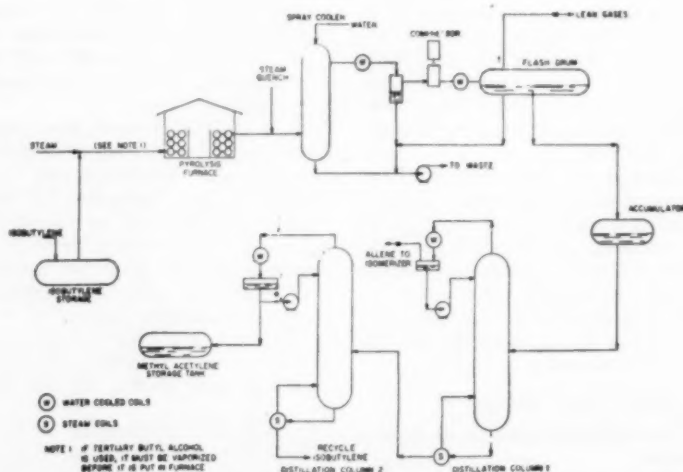 SPRAY COOLER
WATER
COMPRESSOR
LEAN GASES
FLASH DRUM
STEAM
QUENCH
W
W
STEAM
(SEE NOTE 1)
PYROLYSIS
FURNACE
TO WASTE
ACCUMULATOR
ISOBUTYLENE
ISOBUTYLENE
STORAGE
W
ALLENE TO
ISOMERIZER
W
METHYL ACETYLENE
STORAGE TANK
W WATER COOLED COILS
S STEAM COILS
S
S
NOTE 1 IF TERTIARY BUTYL ALCOHOL
IS USED, IT MUST BE VAPORIZED
BEFORE IT IS PUT IN FURNACE
RECYCLE
ISOBUTYLENE
DISTILLATION COLUMN 2
DISTILLATION COLUMN 1